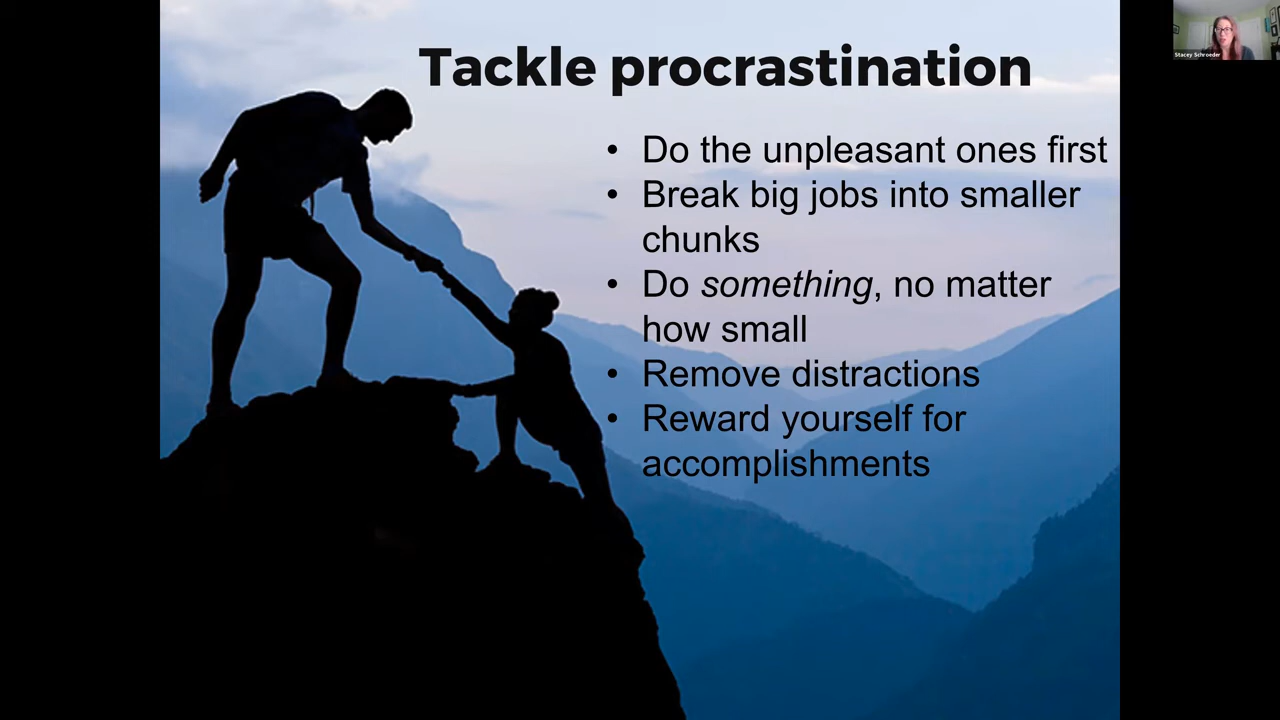 Tackle procrastination
Stacey Schroeder
• Do the unpleasant ones first
• Break big jobs into smaller
chunks
• Do something, no matter
how small
• Remove distractions
• Reward yourself for
accomplishments